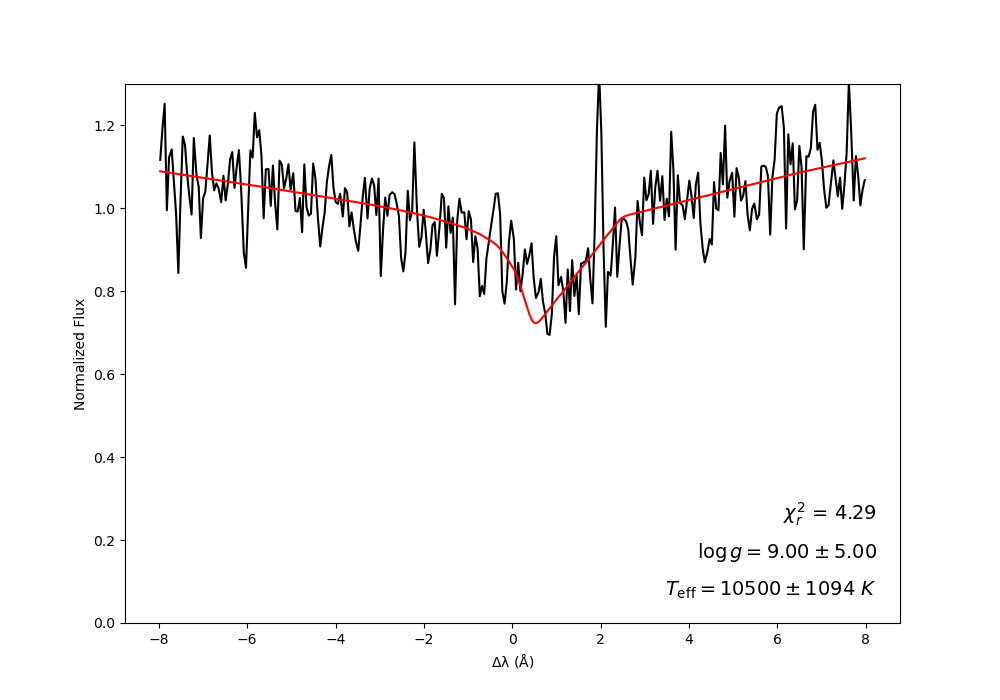 1.2
1.0
0.8
0.6
0.4
0.2
0.0
Normalized Flux
χ²ᵣ = 4.29
log g = 9.00 ± 5.00
T_eff = 10500 ± 1094 K
−8 −6 −4 −2 0 2 4 6 8
Δλ (Å)